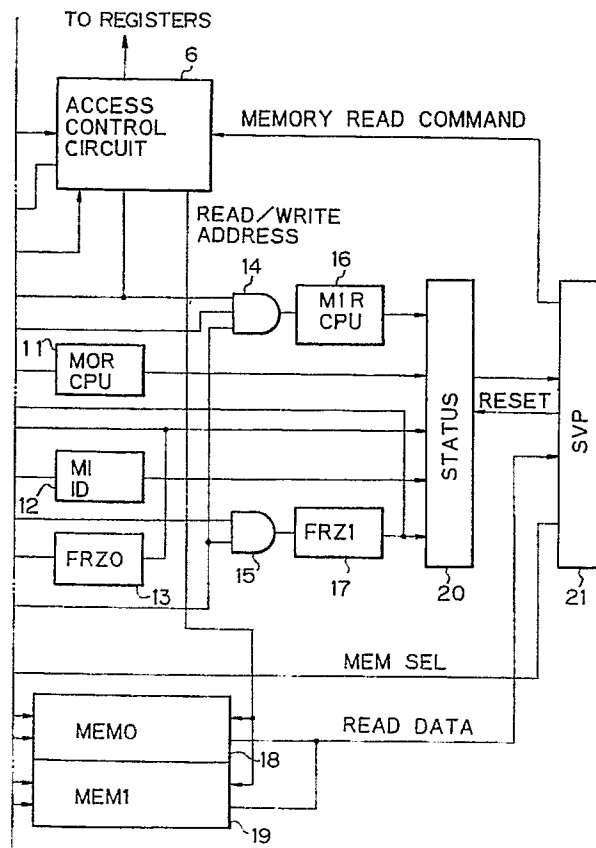 TO REGISTERS
6
ACCESS
CONTROL
CIRCUIT
MEMORY READ COMMAND
READ/WRITE
ADDRESS
14
16
M1R
CPU
11
MOR
CPU
STATUS
RESET
SVP
MI
ID
12
FRZ0
13
15
FRZ1
17
20
21
MEM SEL
MEM0
18
READ DATA
MEM1
19